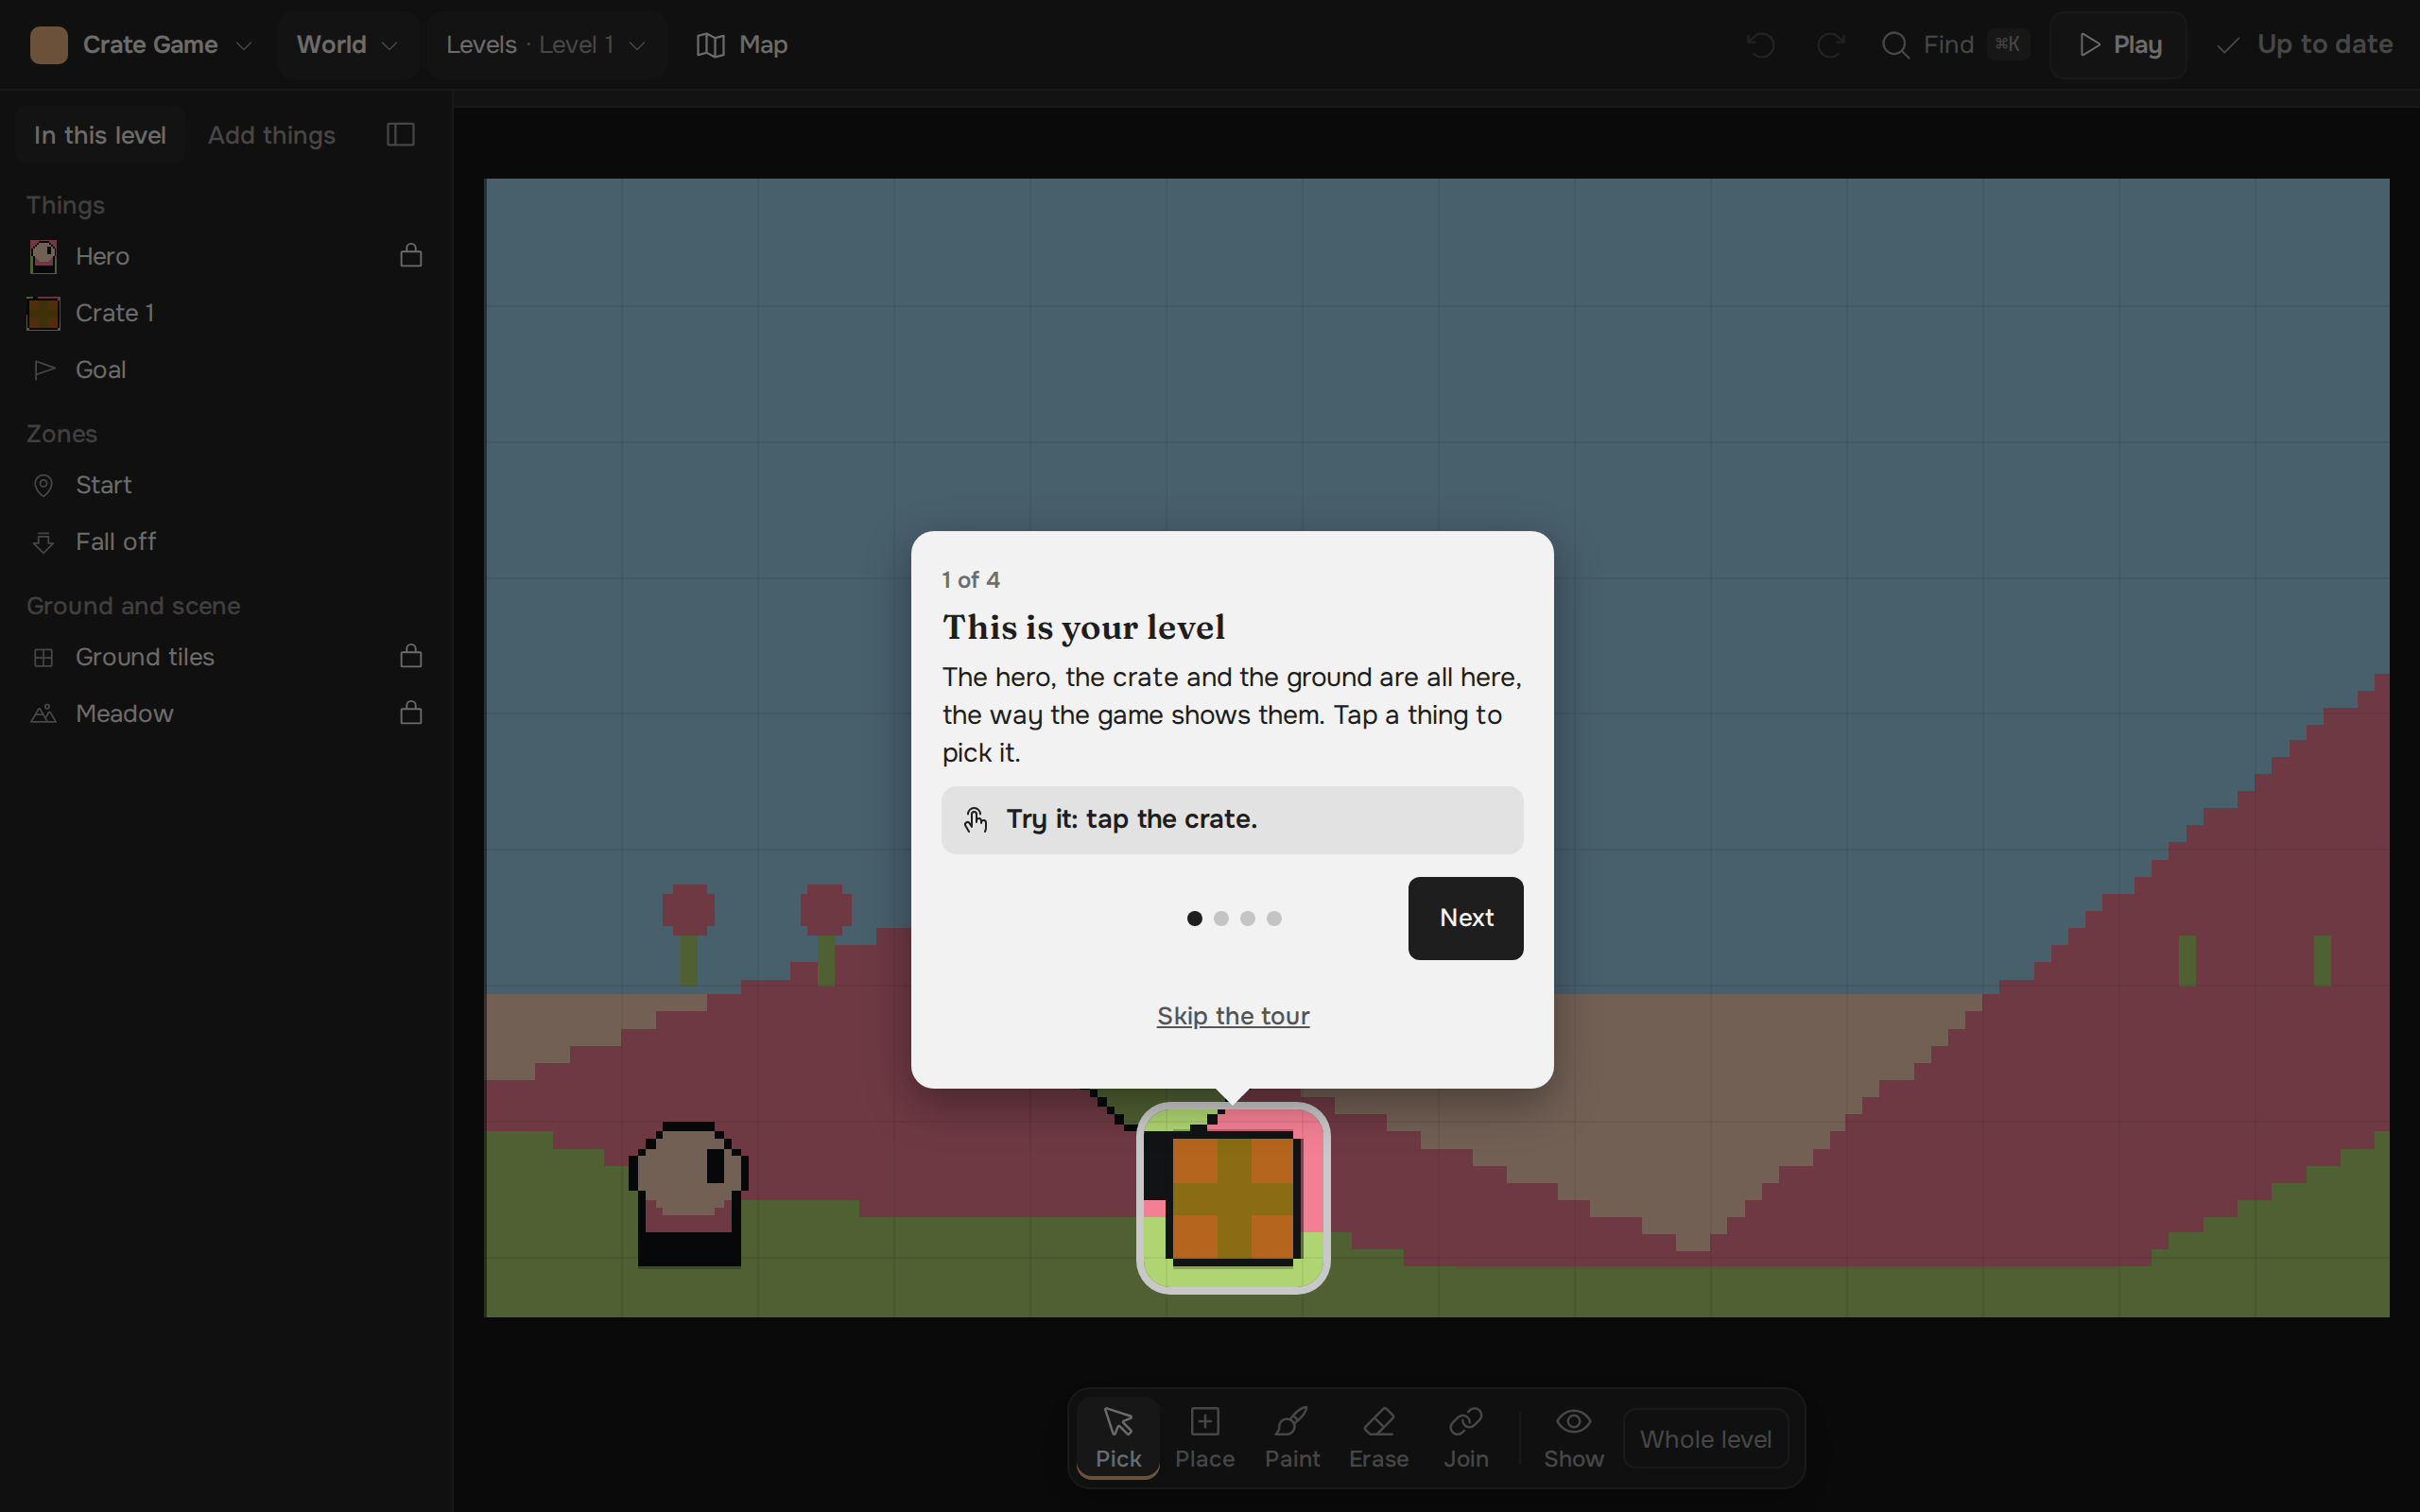 Crate Game
World
Levels · Level 1
Map
Find ⌘K
Play
Up to date
In this level
Add things
Things
Hero
Crate 1
Goal
Zones
Start
Fall off
Ground and scene
Ground tiles
Meadow
1 of 4
This is your level
The hero, the crate and the ground are all here,
the way the game shows them. Tap a thing to
pick it.
Try it: tap the crate.
Next
Skip the tour
Pick
Place
Paint
Erase
Join
Show
Whole level